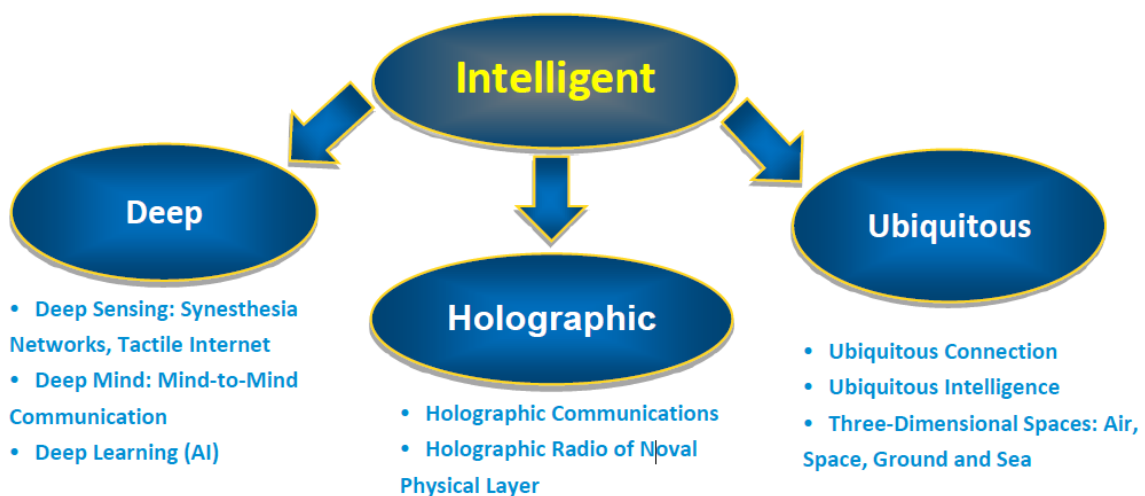 Intelligent
Deep
• Deep Sensing: Synesthesia
Networks, Tactile Internet
• Deep Mind: Mind-to-Mind
Communication
• Deep Learning (AI)
Holographic
• Holographic Communications
• Holographic Radio of Noval
Physical Layer
Ubiquitous
• Ubiquitous Connection
• Ubiquitous Intelligence
• Three-Dimensional Spaces: Air,
Space, Ground and Sea